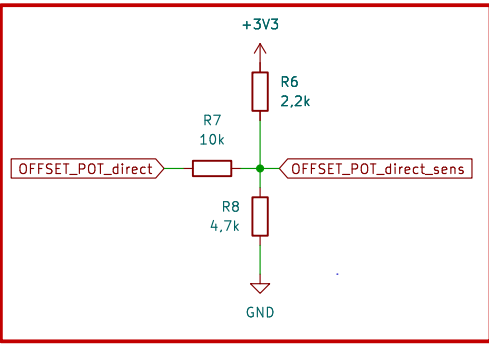 +3V3
R6
2,2k
R7
10k
OFFSET_POT_direct
OFFSET_POT_direct_sens
R8
4,7k
GND